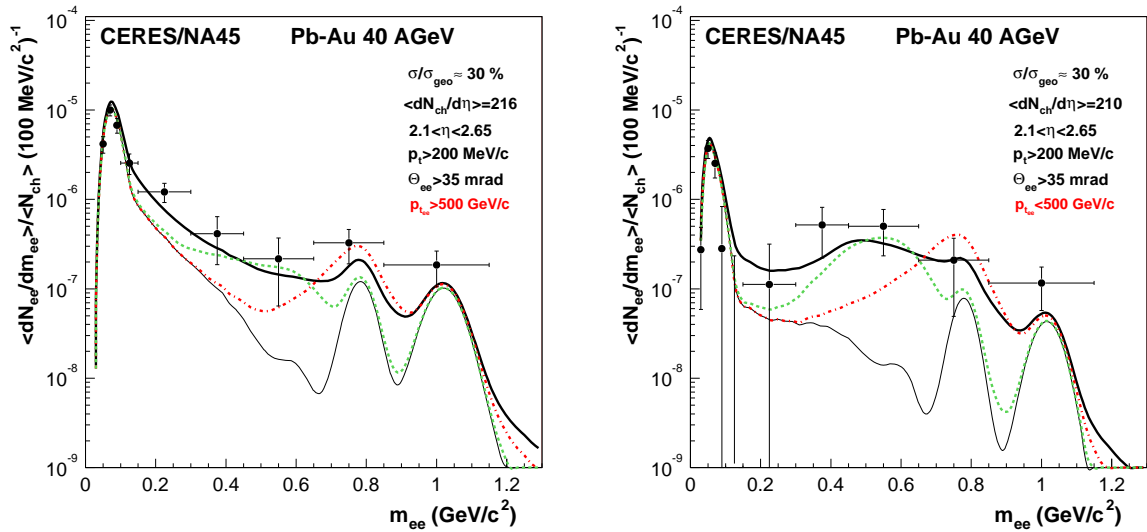 CERES/NA45 Pb-Au 40 AGeV
σ/σgeo≈ 30 %
<dNch/dη>=216
2.1<η<2.65
pt>200 MeV/c
Θee>35 mrad
ptee>500 GeV/c
<dNee/dmee>/<Nch> (100 MeV/c²)⁻¹
10⁻⁴
10⁻⁵
10⁻⁶
10⁻⁷
10⁻⁸
10⁻⁹
0 0.2 0.4 0.6 0.8 1 1.2
mee (GeV/c²)
CERES/NA45 Pb-Au 40 AGeV
σ/σgeo≈ 30 %
<dNch/dη>=210
2.1<η<2.65
pt>200 MeV/c
Θee>35 mrad
ptee<500 GeV/c
<dNee/dmee>/<Nch> (100 MeV/c²)⁻¹
10⁻⁴
10⁻⁵
10⁻⁶
10⁻⁷
10⁻⁸
10⁻⁹
0 0.2 0.4 0.6 0.8 1 1.2
mee (GeV/c²)